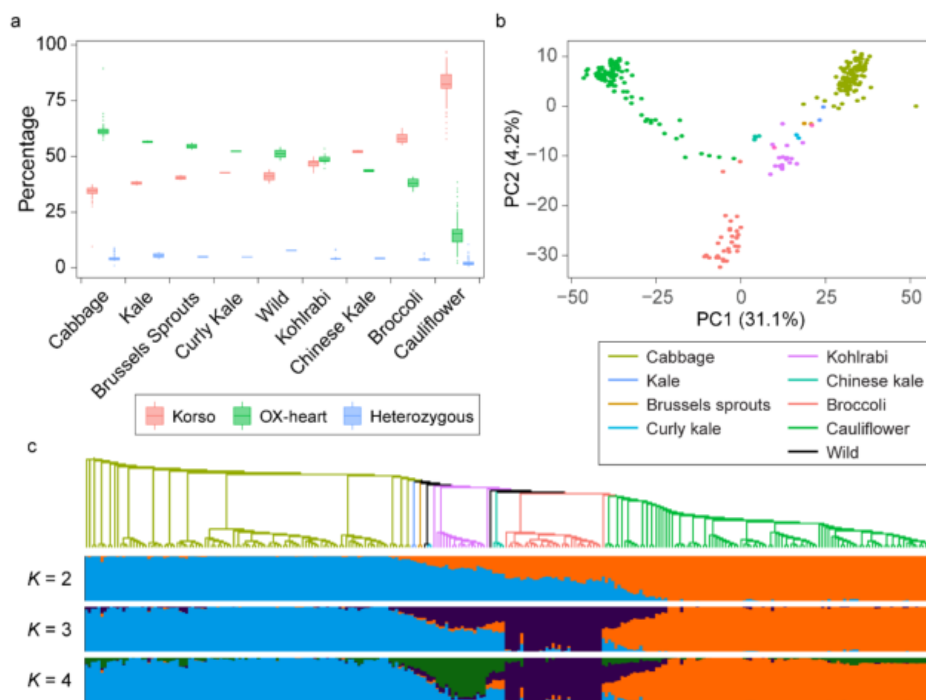 a
100
75
50
25
0
Percentage
Cabbage
Kale
Brussels Sprouts
Curly Kale
Wild
Kohlrabi
Chinese Kale
Broccoli
Cauliflower
Korso
OX-heart
Heterozygous
b
10
0
−10
−20
−30
PC2 (4.2%)
−50
−25
0
25
50
PC1 (31.1%)
Cabbage
Kale
Brussels sprouts
Curly kale
Kohlrabi
Chinese kale
Broccoli
Cauliflower
Wild
c
K = 2
K = 3
K = 4